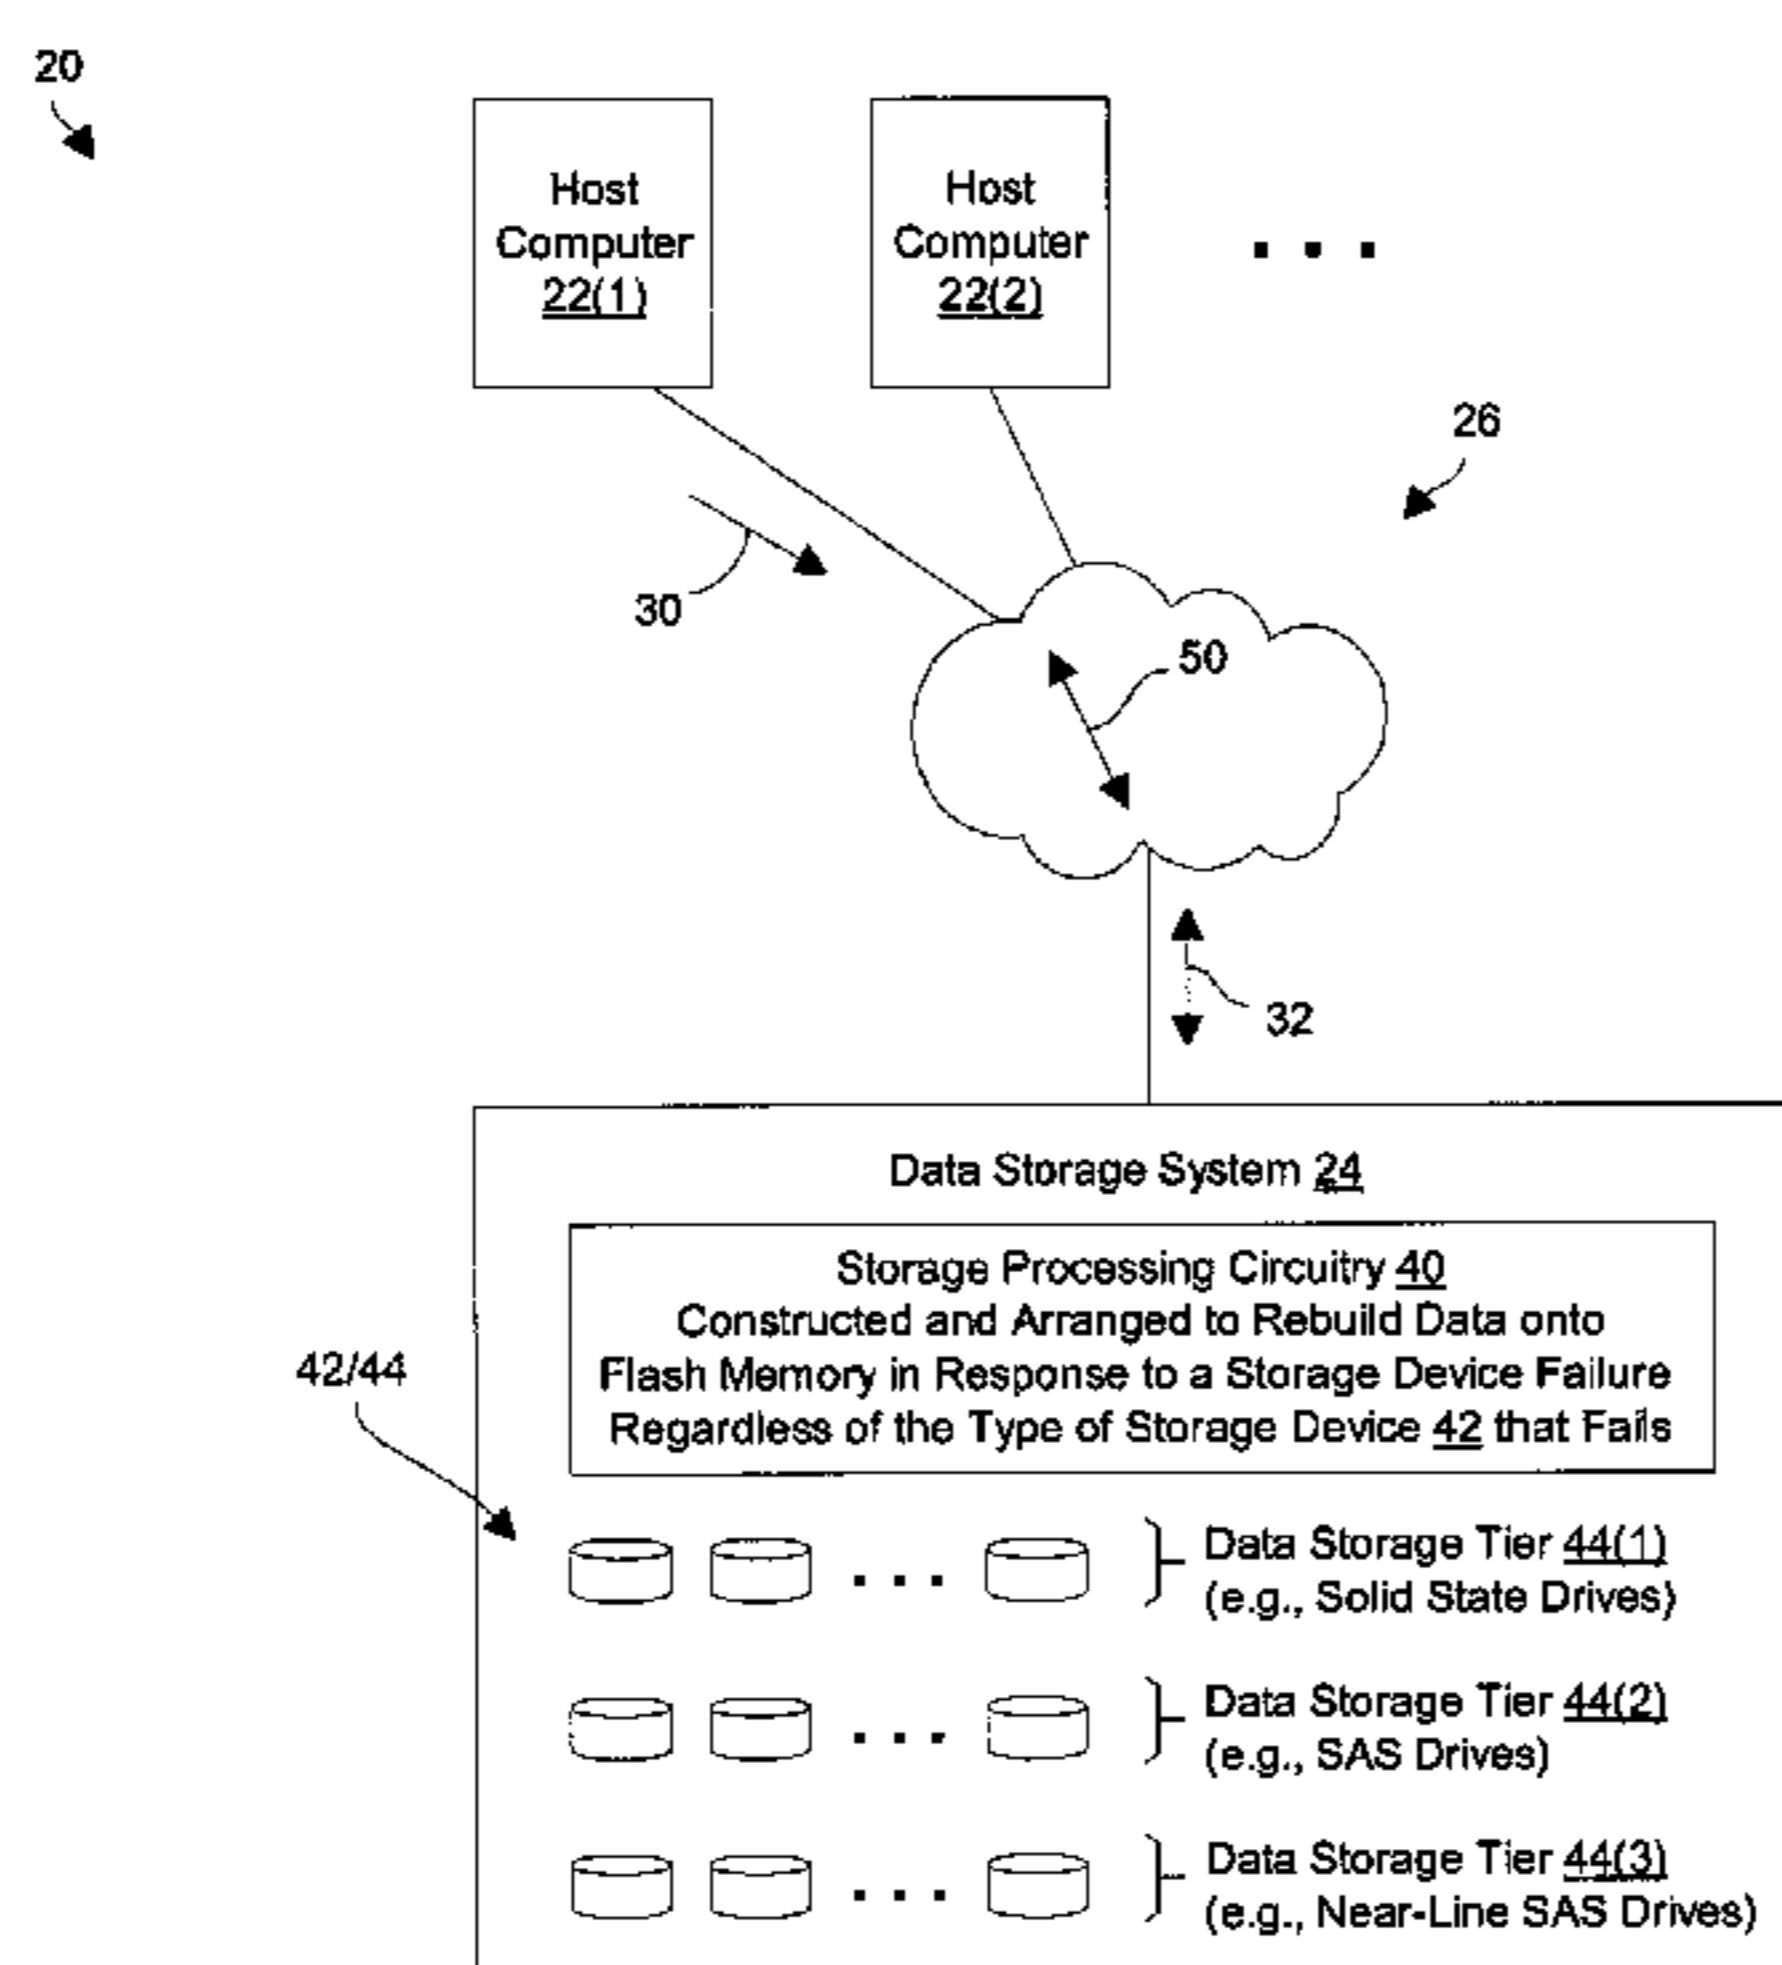 20
Host
Computer
22(1)
Host
Computer
22(2)
. . .
26
30
50
32
Data Storage System 24
Storage Processing Circuitry 40
Constructed and Arranged to Rebuild Data onto
Flash Memory in Response to a Storage Device Failure
Regardless of the Type of Storage Device 42 that Fails
42/44
. . .
Data Storage Tier 44(1)
(e.g., Solid State Drives)
. . .
Data Storage Tier 44(2)
(e.g., SAS Drives)
. . .
Data Storage Tier 44(3)
(e.g., Near-Line SAS Drives)